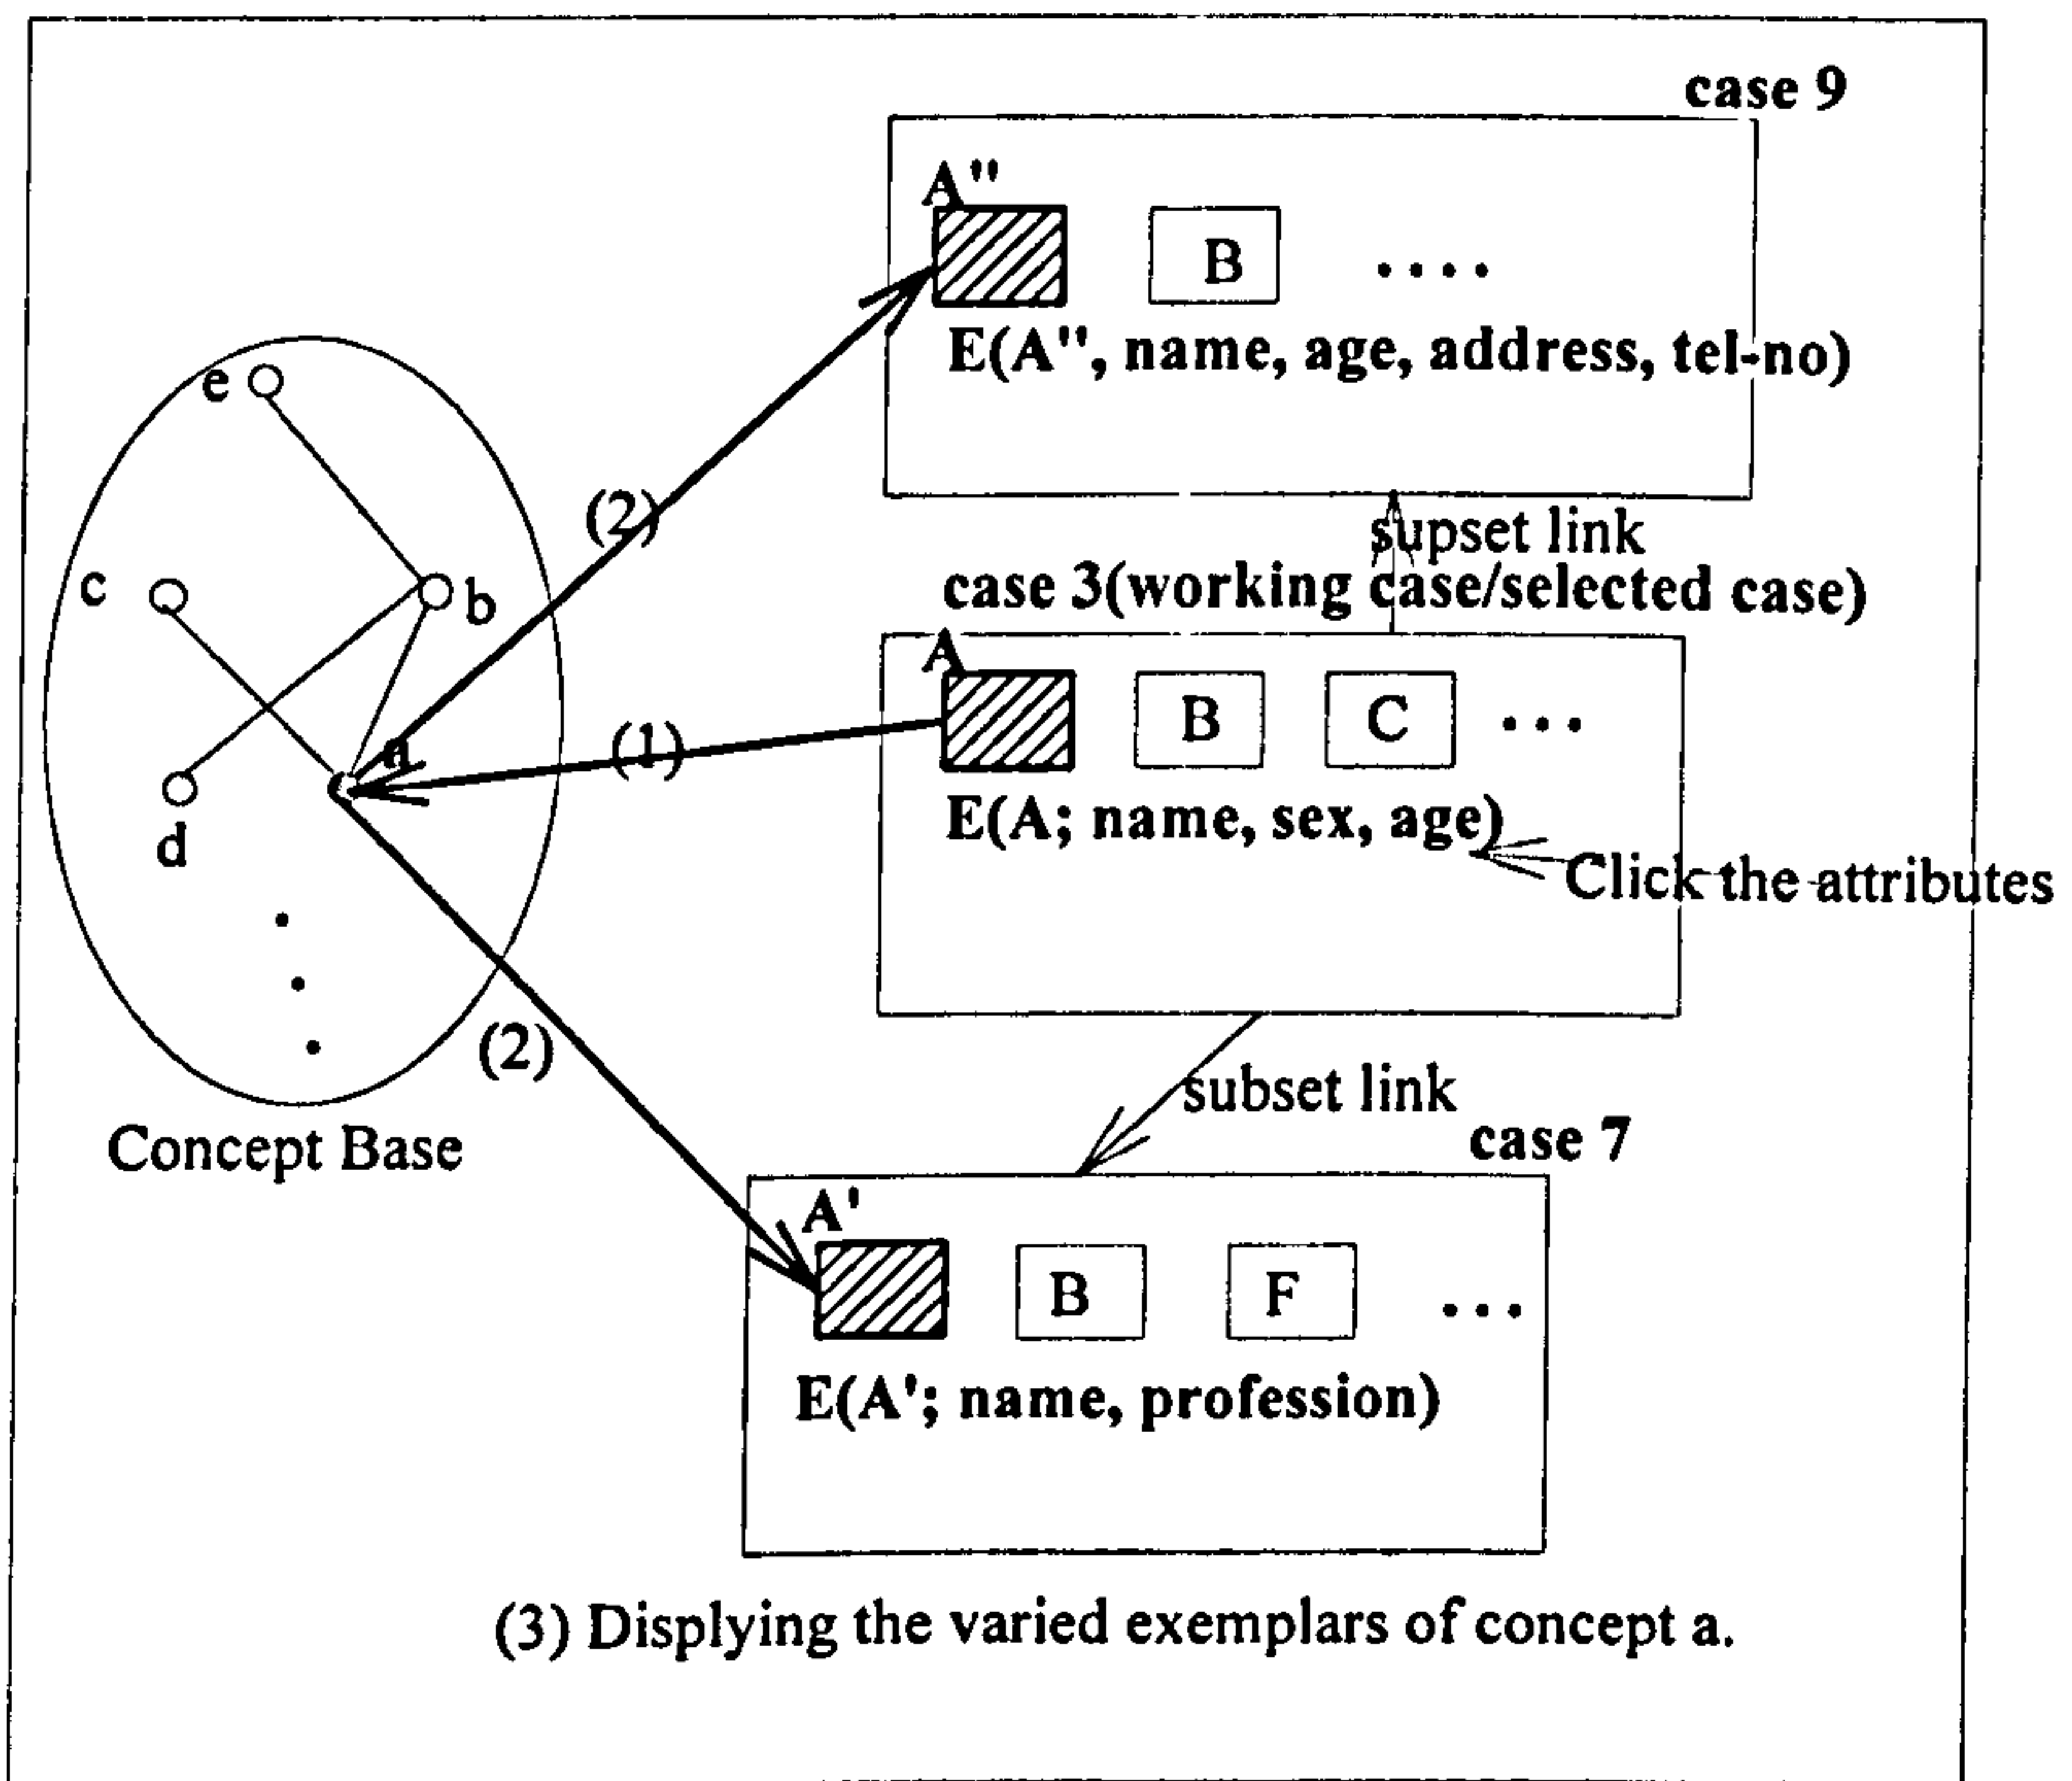 case 9
A"
B ....
E(A", name, age, address, tel-no)
e
(2)
supset link
c
b
case 3(working case/selected case)
A
B C ...
(1)
a
E(A; name, sex, age)
d
Click the attributes
(2)
subset link
Concept Base
case 7
A'
B F ...
E(A'; name, profession)
(3) Displying the varied exemplars of concept a.